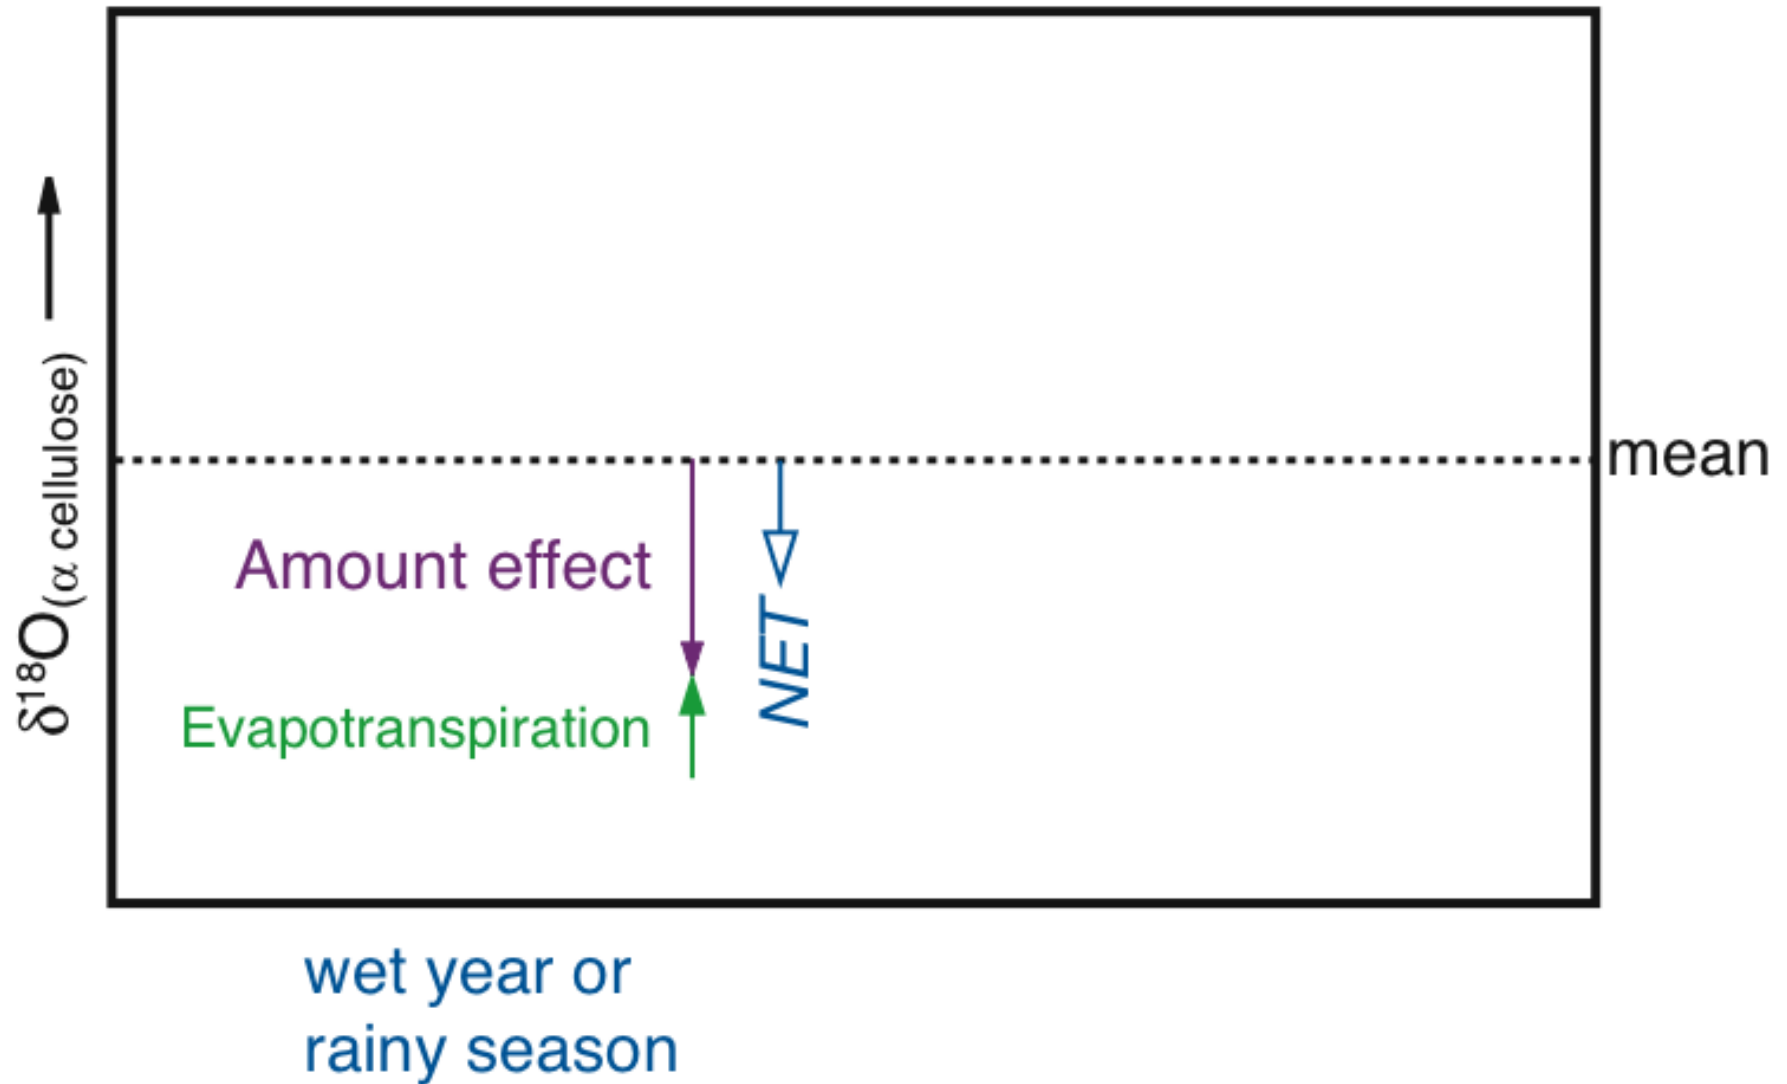 δ18O(α cellulose)
mean
Amount effect
NET
Evapotranspiration
wet year or
rainy season